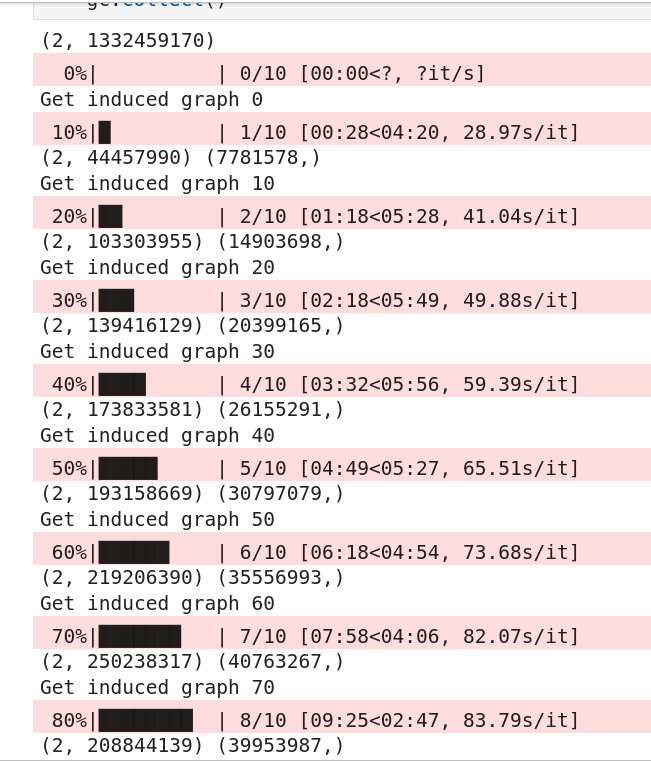 gc.collect()
(2, 1332459170)
0%| | 0/10 [00:00<?, ?it/s]
Get induced graph 0
10%|█ | 1/10 [00:28<04:20, 28.97s/it]
(2, 44457990) (7781578,)
Get induced graph 10
20%|██ | 2/10 [01:18<05:28, 41.04s/it]
(2, 103303955) (14903698,)
Get induced graph 20
30%|███ | 3/10 [02:18<05:49, 49.88s/it]
(2, 139416129) (20399165,)
Get induced graph 30
40%|████ | 4/10 [03:32<05:56, 59.39s/it]
(2, 173833581) (26155291,)
Get induced graph 40
50%|█████ | 5/10 [04:49<05:27, 65.51s/it]
(2, 193158669) (30797079,)
Get induced graph 50
60%|██████ | 6/10 [06:18<04:54, 73.68s/it]
(2, 219206390) (35556993,)
Get induced graph 60
70%|███████ | 7/10 [07:58<04:06, 82.07s/it]
(2, 250238317) (40763267,)
Get induced graph 70
80%|████████ | 8/10 [09:25<02:47, 83.79s/it]
(2, 208844139) (39953987,)